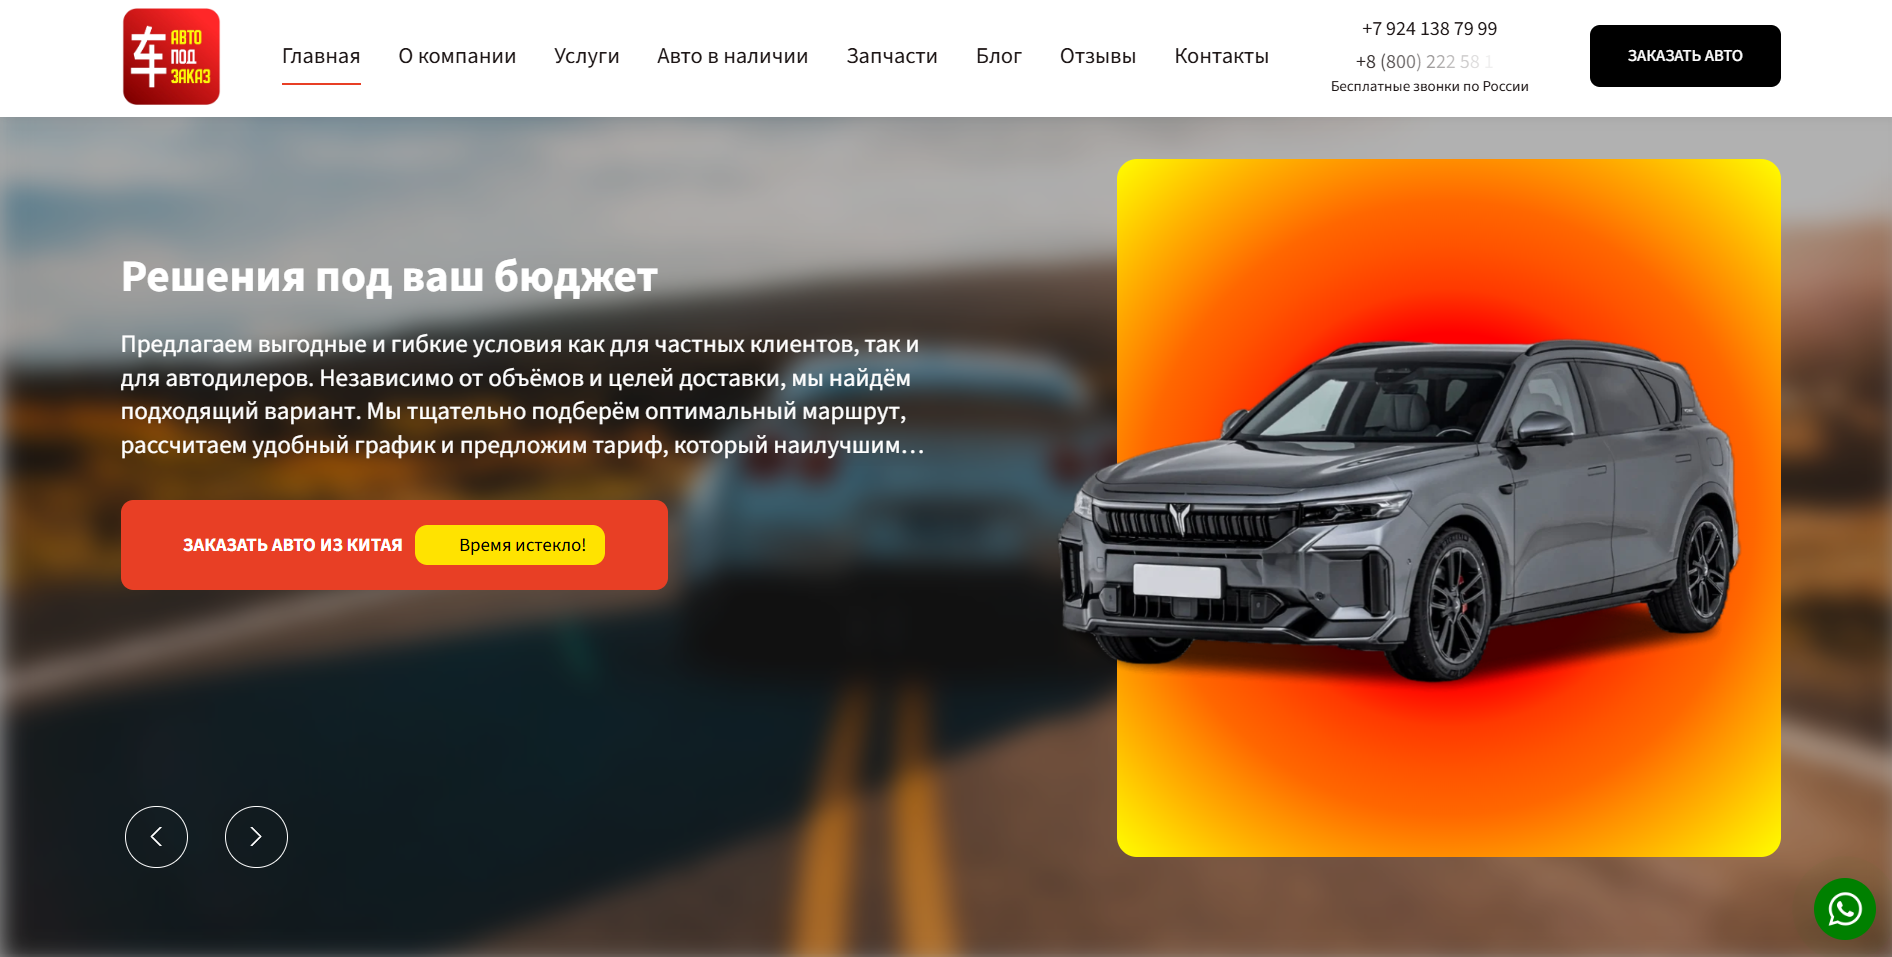 车
АВТО
ПОД
ЗАКАЗ
Главная
О компании
Услуги
Авто в наличии
Запчасти
Блог
Отзывы
Контакты
+7 924 138 79 99
+8 (800) 222 58 1
Бесплатные звонки по России
ЗАКАЗАТЬ АВТО
Решения под ваш бюджет
Предлагаем выгодные и гибкие условия как для частных клиентов, так и
для автодилеров. Независимо от объёмов и целей доставки, мы найдём
подходящий вариант. Мы тщательно подберём оптимальный маршрут,
рассчитаем удобный график и предложим тариф, который наилучшим...
ЗАКАЗАТЬ АВТО ИЗ КИТАЯ
Время истекло!